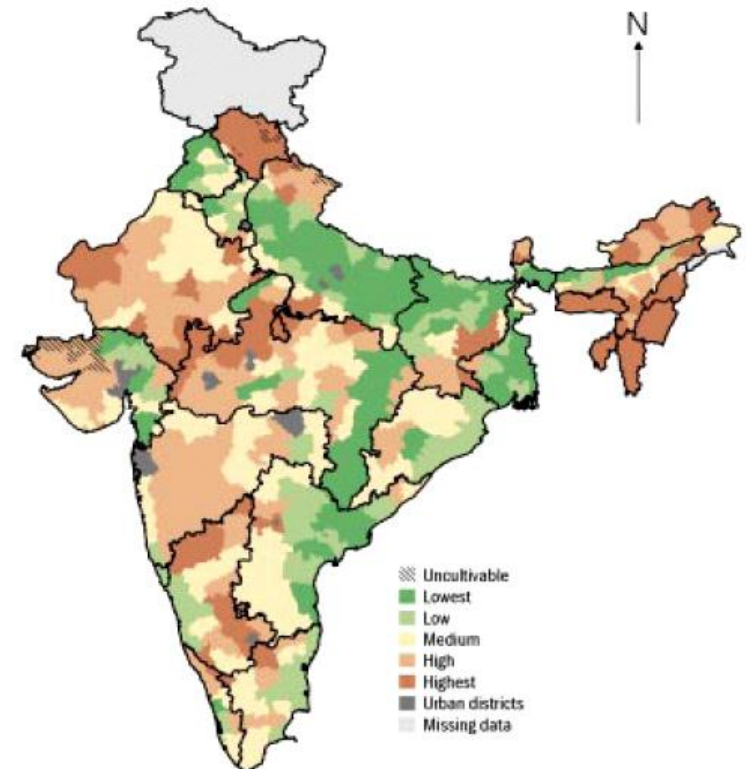 N
Uncultivable
Lowest
Low
Medium
High
Highest
Urban districts
Missing data